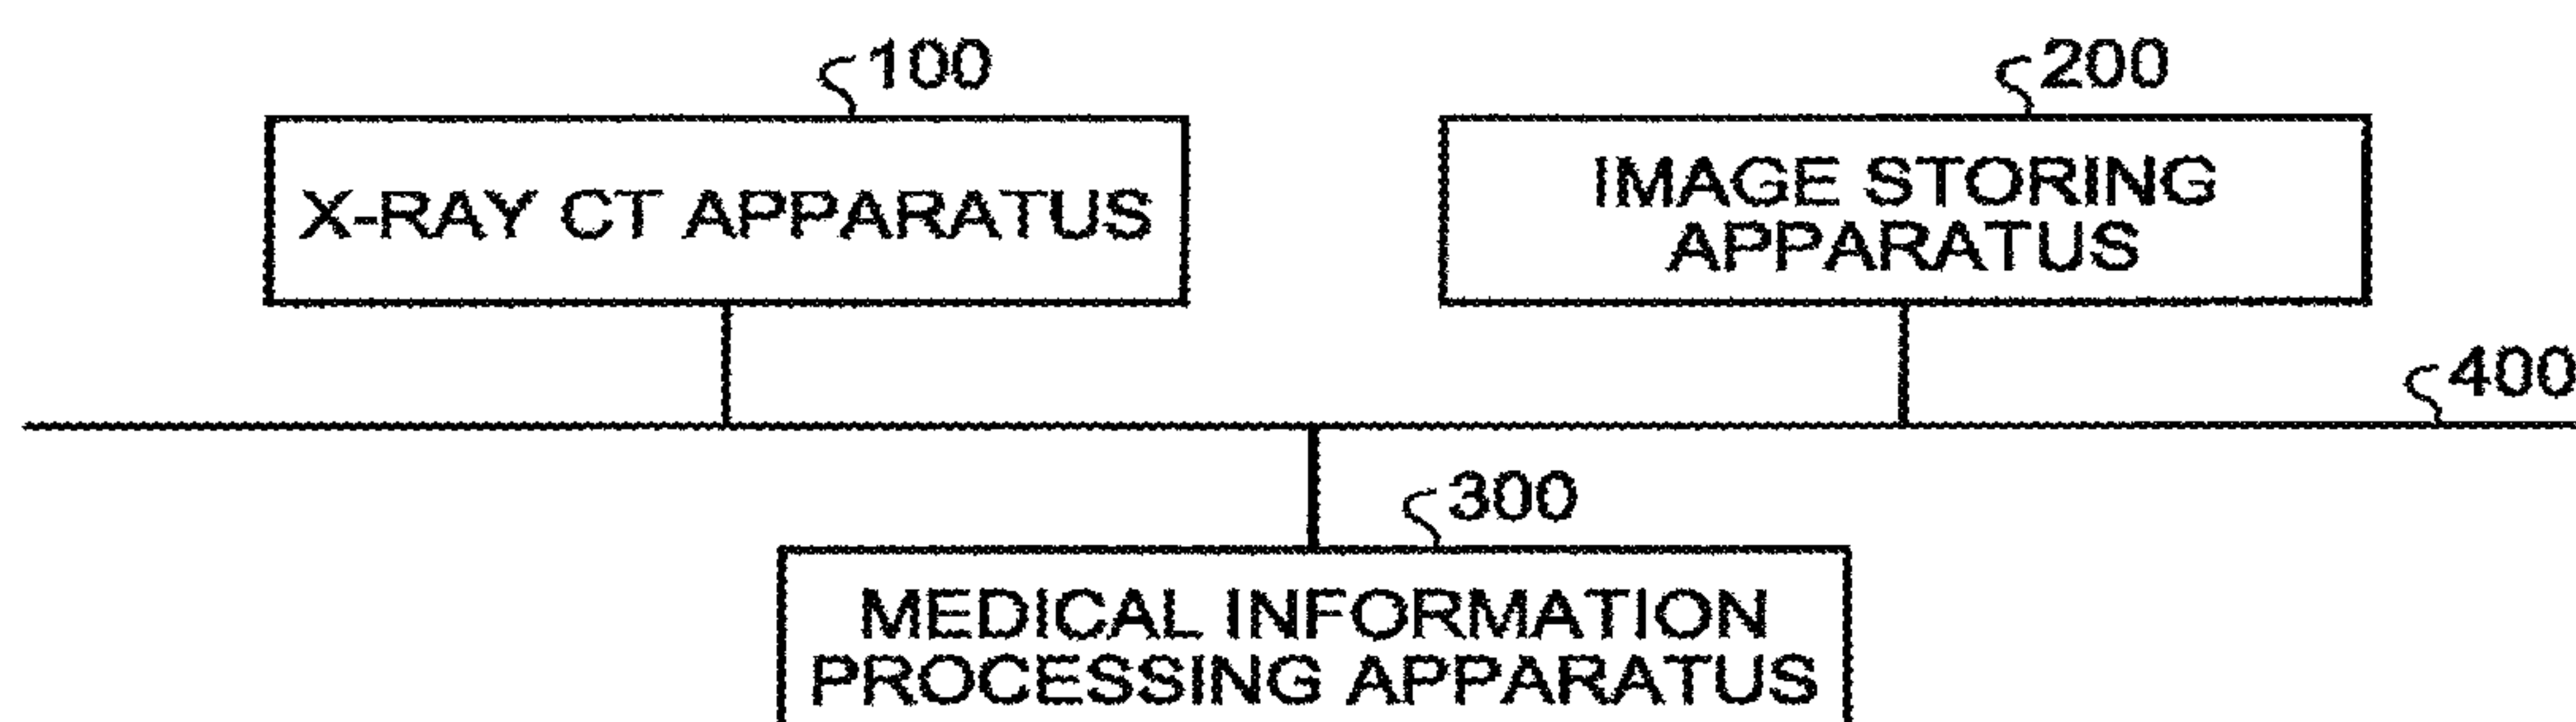 100
X-RAY CT APPARATUS
200
IMAGE STORING
APPARATUS
400
300
MEDICAL INFORMATION
PROCESSING APPARATUS